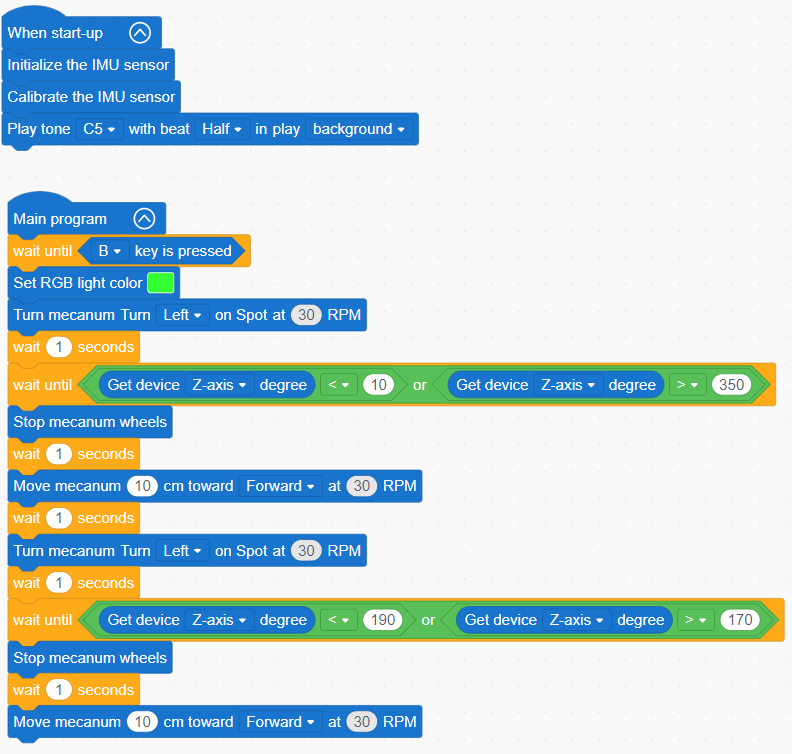 When start-up
Initialize the IMU sensor
Calibrate the IMU sensor
Play tone C5 with beat Half in play background
Main program
wait until B key is pressed
Set RGB light color
Turn mecanum Turn Left on Spot at 30 RPM
wait 1 seconds
wait until Get device Z-axis degree < 10 or Get device Z-axis degree > 350
Stop mecanum wheels
wait 1 seconds
Move mecanum 10 cm toward Forward at 30 RPM
wait 1 seconds
Turn mecanum Turn Left on Spot at 30 RPM
wait 1 seconds
wait until Get device Z-axis degree < 190 or Get device Z-axis degree > 170
Stop mecanum wheels
wait 1 seconds
Move mecanum 10 cm toward Forward at 30 RPM